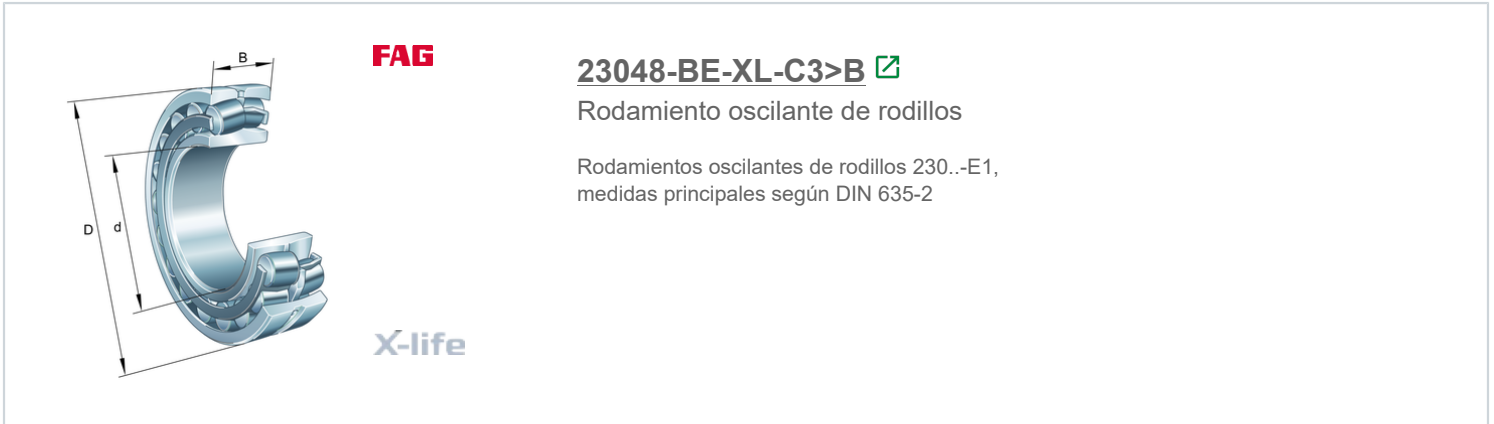 FAG
B
D
d
X-life
23048-BE-XL-C3>B
Rodamiento oscilante de rodillos
Rodamientos oscilantes de rodillos 230..-E1,
medidas principales según DIN 635-2